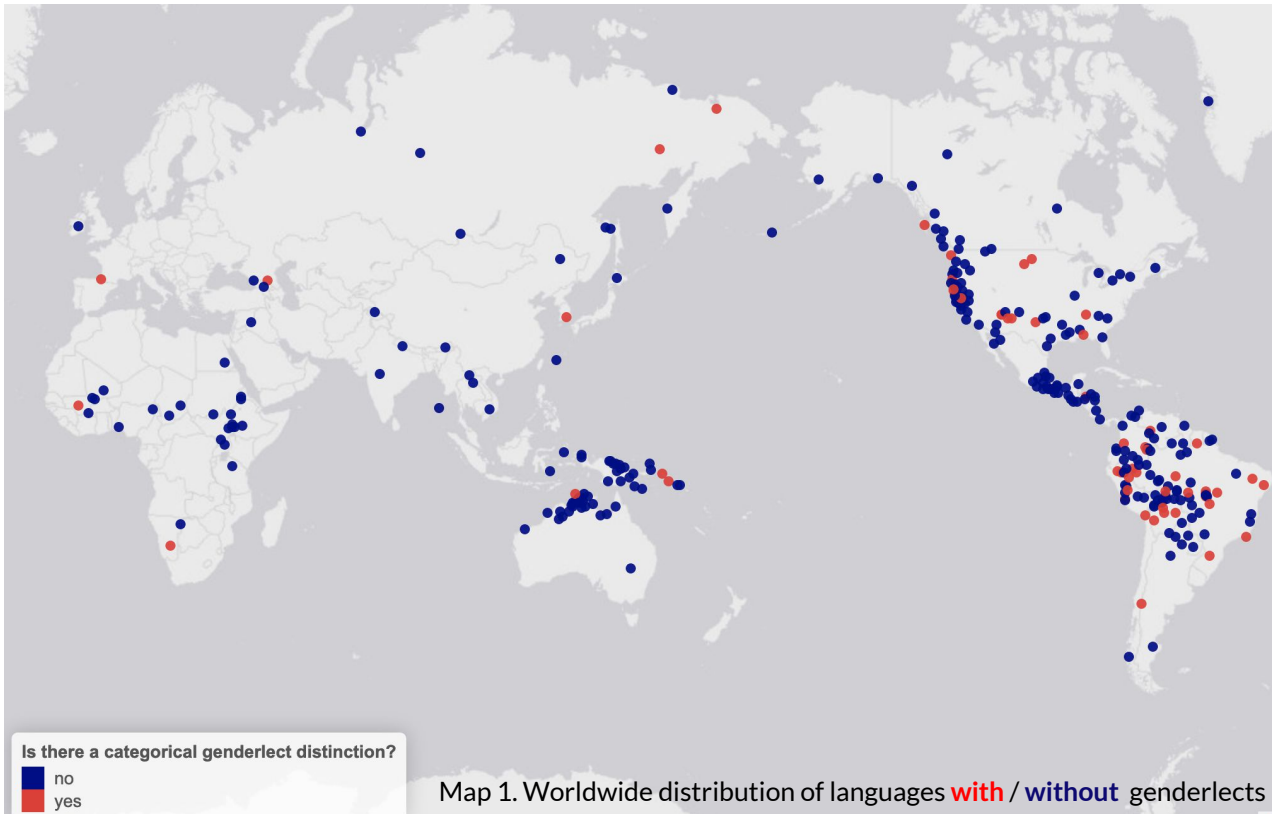 Is there a categorical genderlect distinction?
no
yes
Map 1. Worldwide distribution of languages with / without genderlects